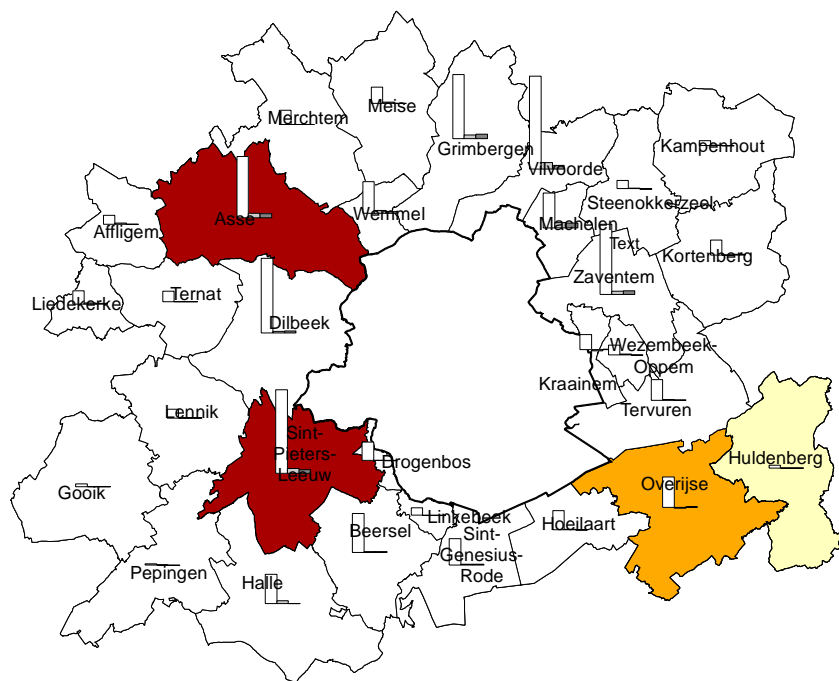 Merchtem
Meise
Grimbergen
Vilvoorde
Kampenhout
Steenokkerzeel
Asse
Wemmel
Machelen
Affligem
Text
Kortenberg
Zaventem
Liedekerke
Ternat
Dilbeek
Wezembeek-
Oppem
Kraainem
Tervuren
Lennik
Sint-
Pieters-
Leeuw
Drogenbos
Huldenberg
Gooik
Overijse
Linkebeek
Hoeilaart
Beersel
Sint-
Genesius-
Rode
Pepingen
Halle